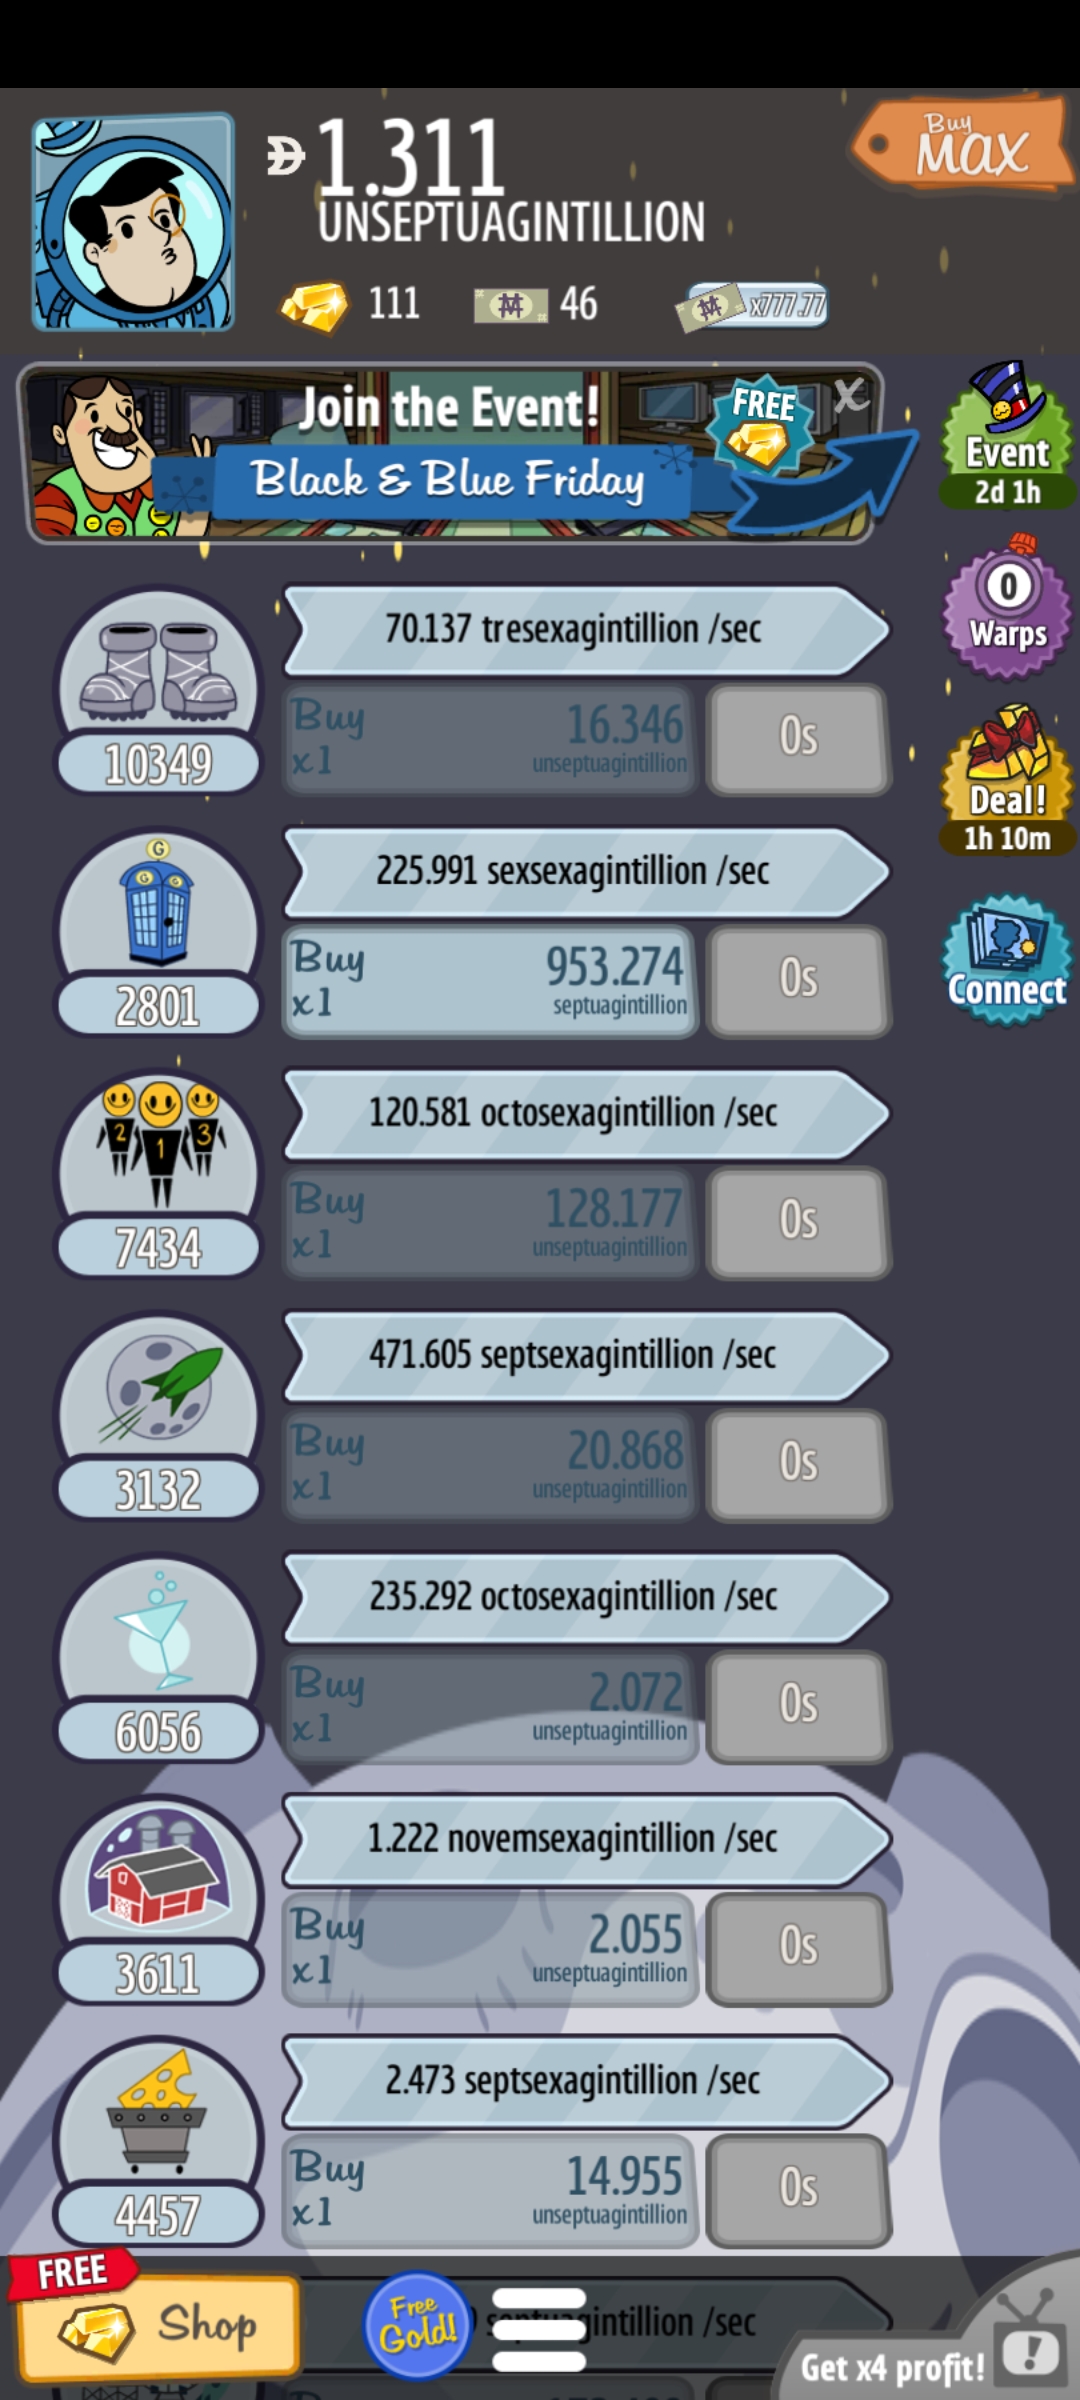 1.311
UNSEPTUAGINTILLION
Buy
MAX
111
46
x777.77
Join the Event!
FREE
Black & Blue Friday
Event
2d 1h
0
Warps
Deal!
1h 10m
Connect
70.137 tresexagintillion /sec
Buy
x1
16.346
unseptuagintillion
0s
10349
G
G
G
225.991 sexsexagintillion /sec
Buy
x1
953.274
septuagintillion
0s
2801
2
1
3
120.581 octosexagintillion /sec
Buy
x1
128.177
unseptuagintillion
0s
7434
471.605 septsexagintillion /sec
Buy
x1
20.868
unseptuagintillion
0s
3132
235.292 octosexagintillion /sec
Buy
x1
2.072
unseptuagintillion
0s
6056
1.222 novemsexagintillion /sec
Buy
x1
2.055
unseptuagintillion
0s
3611
2.473 septsexagintillion /sec
Buy
x1
14.955
unseptuagintillion
0s
4457
FREE
Shop
Free
Gold!
/sec
Get x4 profit!